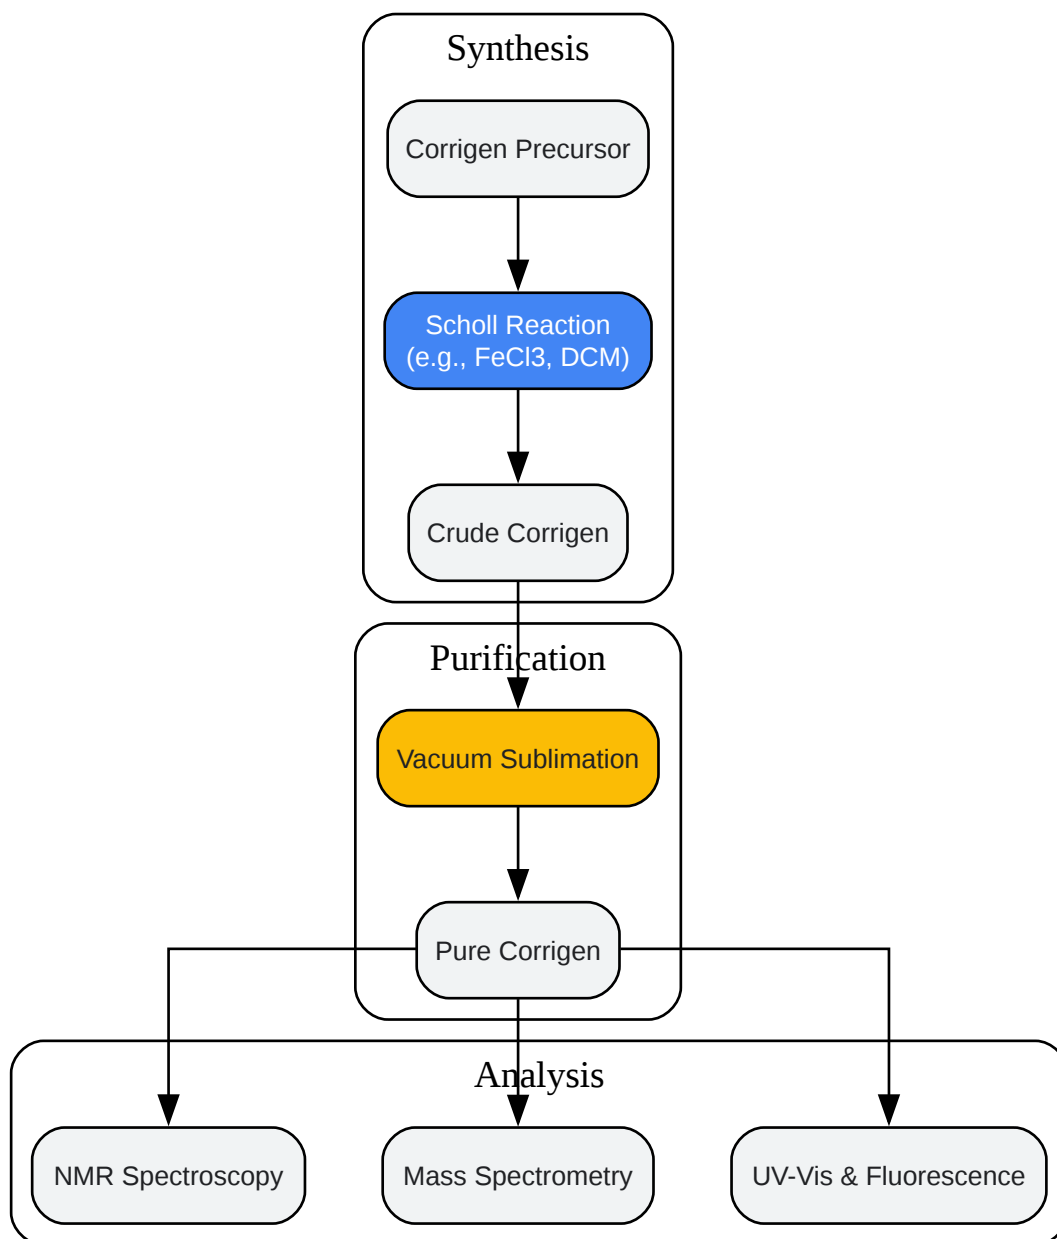 Synthesis
Corrigen Precursor
Scholl Reaction
(e.g., FeCl3, DCM)
Crude Corrigen
Purification
Vacuum Sublimation
Pure Corrigen
Analysis
NMR Spectroscopy
Mass Spectrometry
UV-Vis & Fluorescence